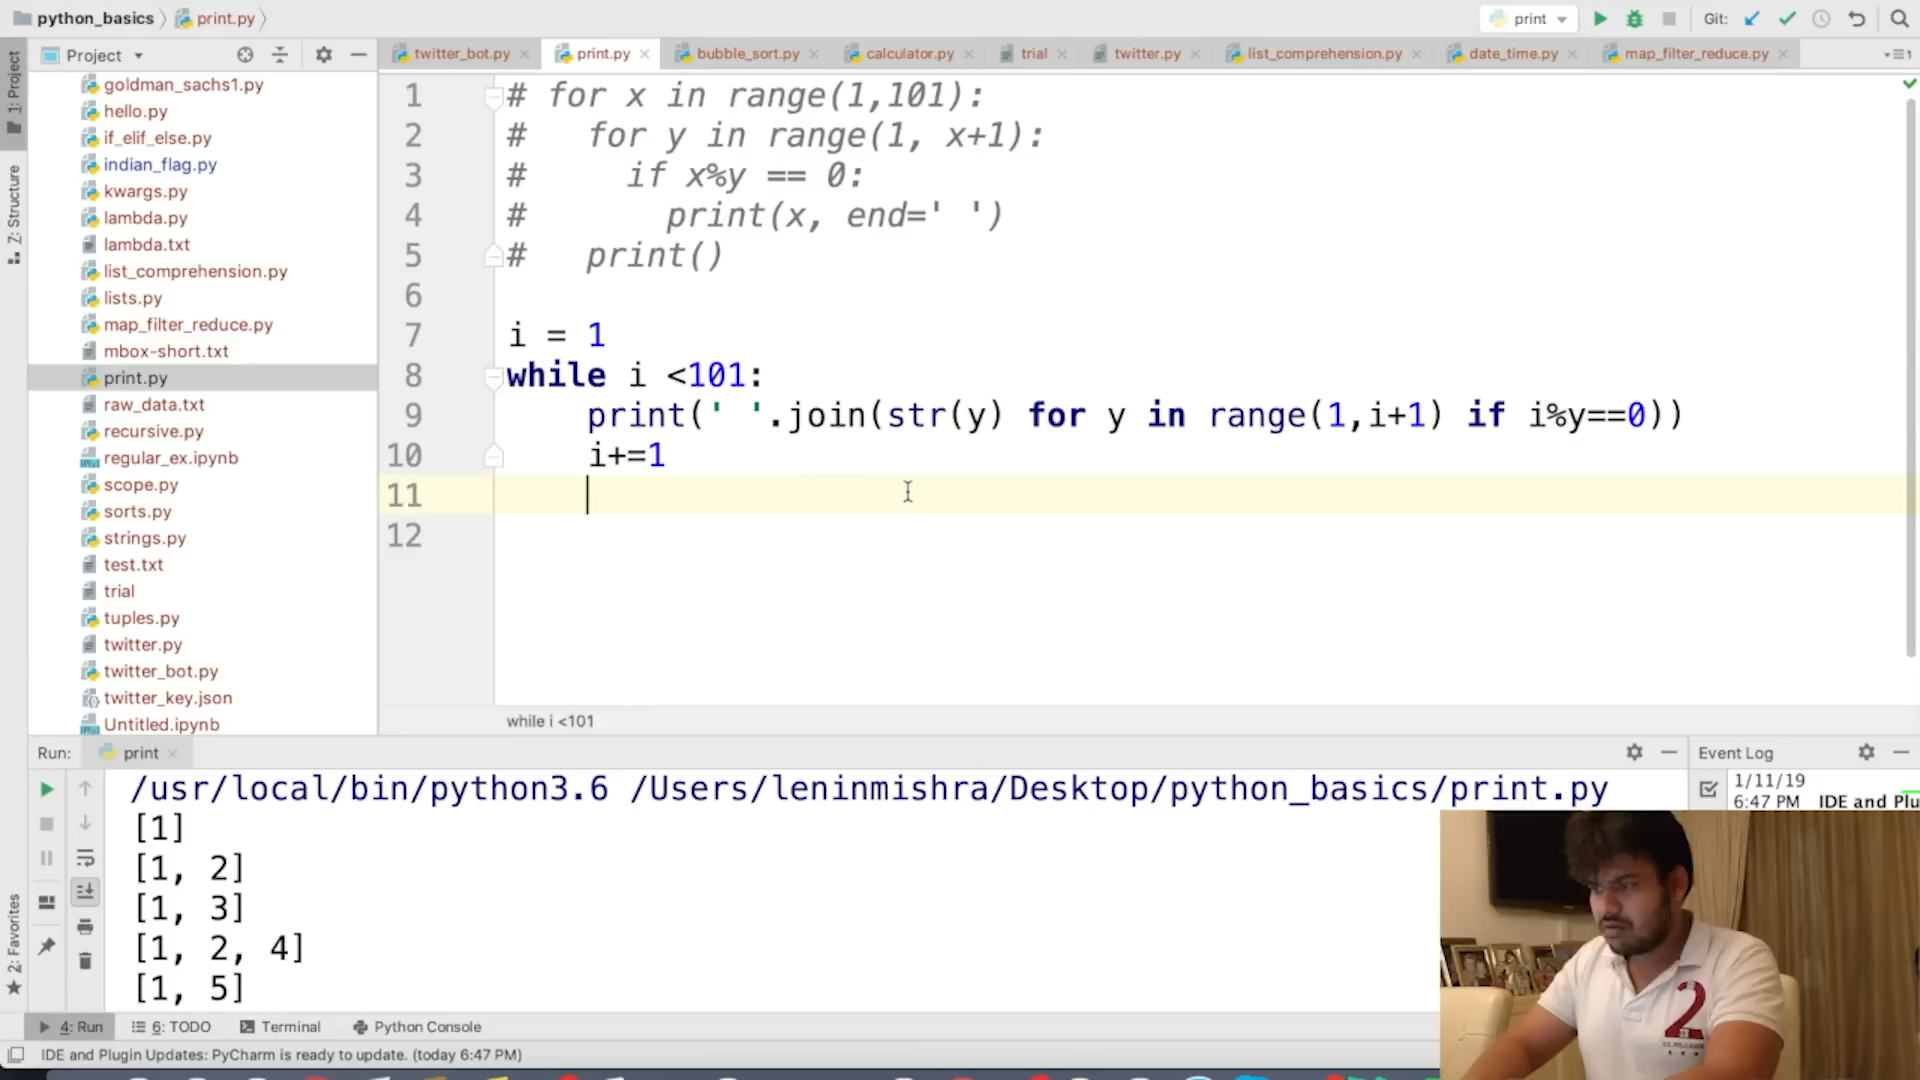 python_basics
print.py
print
Git:
1: Project
Z: Structure
2: Favorites
Project
twitter_bot.py
print.py
bubble_sort.py
calculator.py
trial
twitter.py
list_comprehension.py
date_time.py
map_filter_reduce.py
goldman_sachs1.py
hello.py
if_elif_else.py
indian_flag.py
kwargs.py
lambda.py
lambda.txt
list_comprehension.py
lists.py
map_filter_reduce.py
mbox-short.txt
print.py
raw_data.txt
recursive.py
regular_ex.ipynb
scope.py
sorts.py
strings.py
test.txt
trial
tuples.py
twitter.py
twitter_bot.py
twitter_key.json
Untitled.ipynb
1 # for x in range(1,101):
2 #   for y in range(1, x+1):
3 #     if x%y == 0:
4 #       print(x, end=' ')
5 #   print()
6
7 i = 1
8 while i <101:
9     print(' '.join(str(y) for y in range(1,i+1) if i%y==0))
10     i+=1
11
12
while i <101
Run: print
/usr/local/bin/python3.6 /Users/leninmishra/Desktop/python_basics/print.py
[1]
[1, 2]
[1, 3]
[1, 2, 4]
[1, 5]
Event Log
1/11/19
6:47 PM IDE and Plu
2
4: Run
6: TODO
Terminal
Python Console
IDE and Plugin Updates: PyCharm is ready to update. (today 6:47 PM)